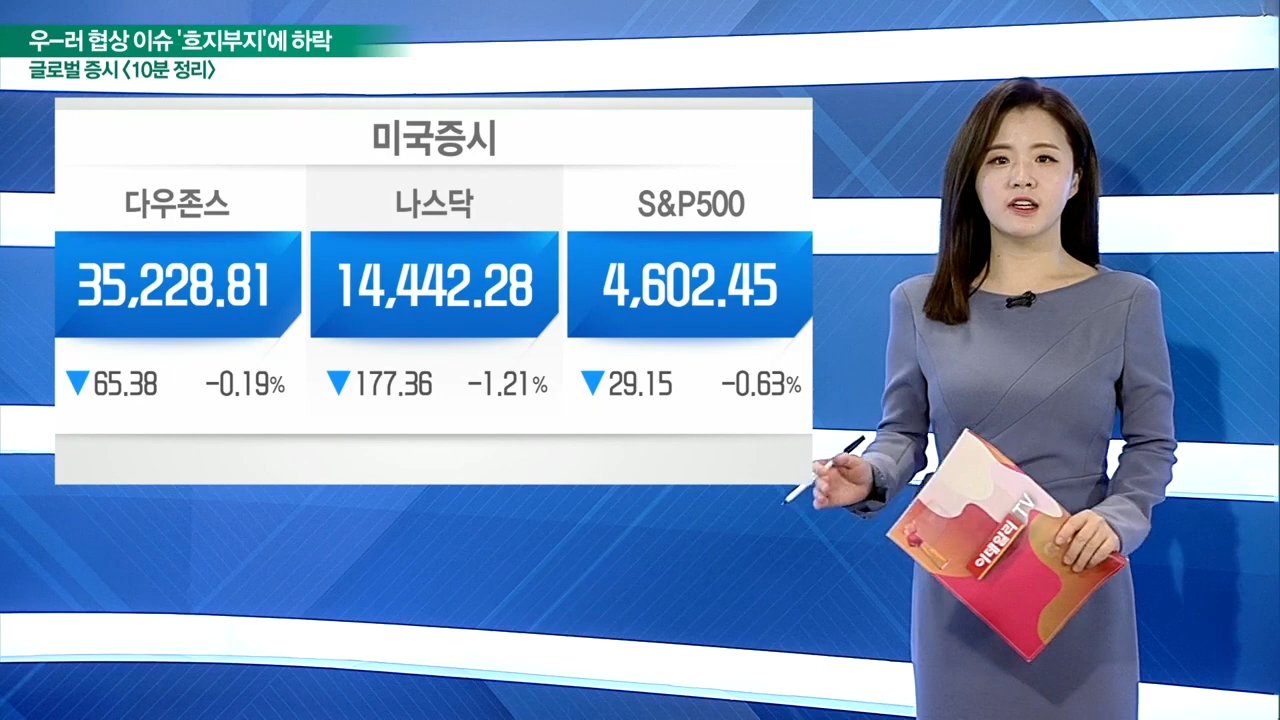 우-러 협상 이슈 '흐지부지'에 하락
글로벌 증시 <10분 정리>
미국증시
다우존스 나스닥 S&P500
35,228.81 14,442.28 4,602.45
▼65.38 -0.19% ▼177.36 -1.21% ▼29.15 -0.63%
이데일리 TV